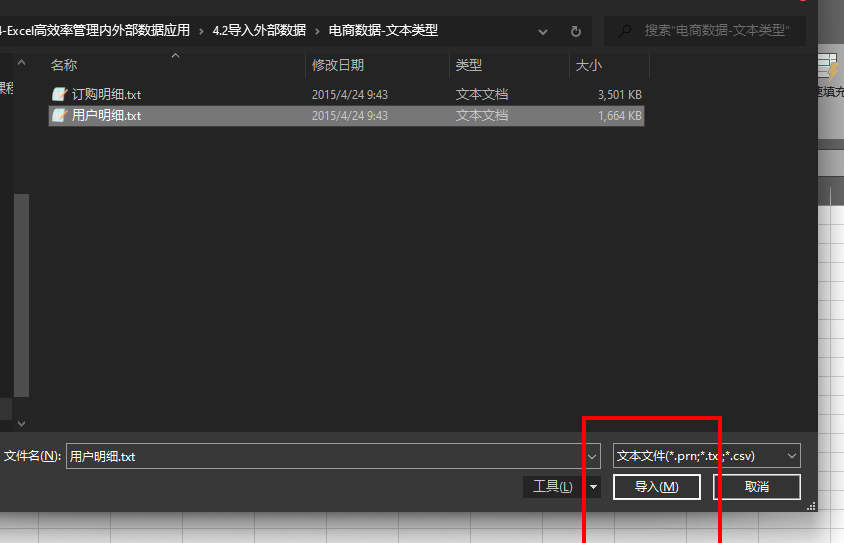 4-Excel高效率管理内外部数据应用 › 4.2导入外部数据 › 电商数据-文本类型
搜索"电商数据-文本类型"
课程
名称 修改日期 类型 大小
速填充
订购明细.txt 2015/4/24 9:43 文本文档 3,501 KB
用户明细.txt 2015/4/24 9:43 文本文档 1,664 KB
文件名(N): 用户明细.txt 文本文件(*.prn;*.txt;*.csv)
工具(L) 导入(M) 取消